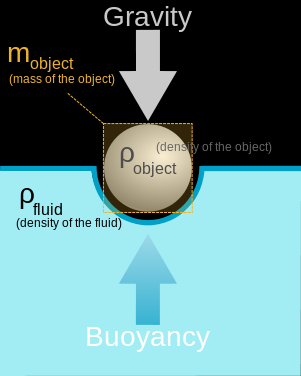 Gravity
m object
(mass of the object)
ρ object
(density of the object)
ρ fluid
(density of the fluid)
Buoyancy